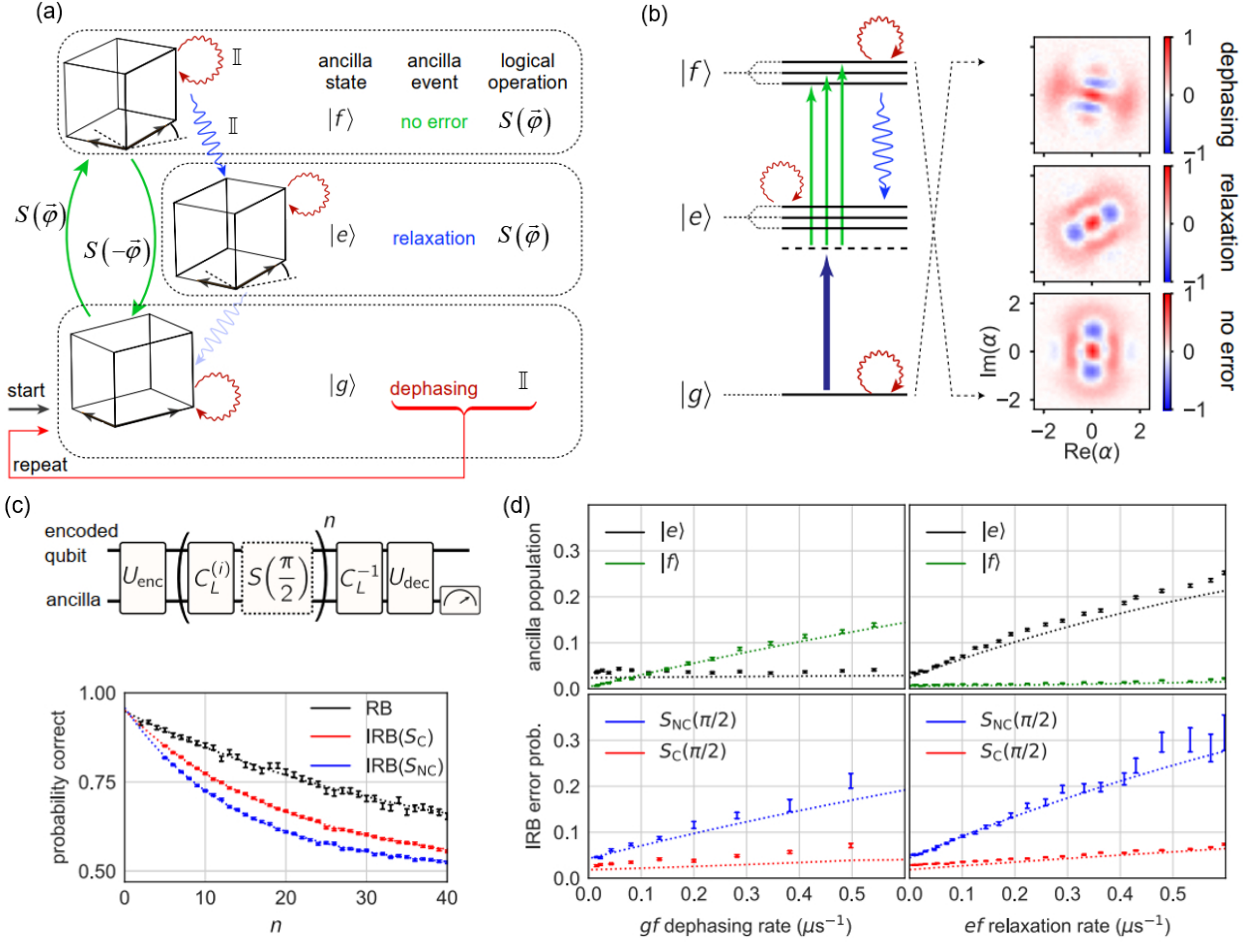 (a)
𝕀
ancilla state
ancilla event
logical operation
|f⟩
no error
S(φ⃗)
𝕀
S(φ⃗)
S(-φ⃗)
|e⟩
relaxation
S(φ⃗)
|g⟩
dephasing
𝕀
start
repeat
(b)
|f⟩
|e⟩
|g⟩
1
0
−1
dephasing
1
0
−1
relaxation
2
0
−2
Im(α)
−2
0
2
Re(α)
1
0
−1
no error
(c)
encoded
qubit
ancilla
U_enc
C_L^(i)
S(π/2)
n
C_L^−1
U_dec
probability correct
1.00
0.75
0.50
RB
IRB(S_C)
IRB(S_NC)
0
10
20
30
40
n
(d)
ancilla population
0.3
0.2
0.1
0.0
|e⟩
|f⟩
|e⟩
|f⟩
IRB error prob.
0.3
0.2
0.1
0.0
S_NC(π/2)
S_C(π/2)
S_NC(π/2)
S_C(π/2)
0.0 0.1 0.2 0.3 0.4 0.5
gf dephasing rate (μs⁻¹)
0.0 0.1 0.2 0.3 0.4 0.5
ef relaxation rate (μs⁻¹)